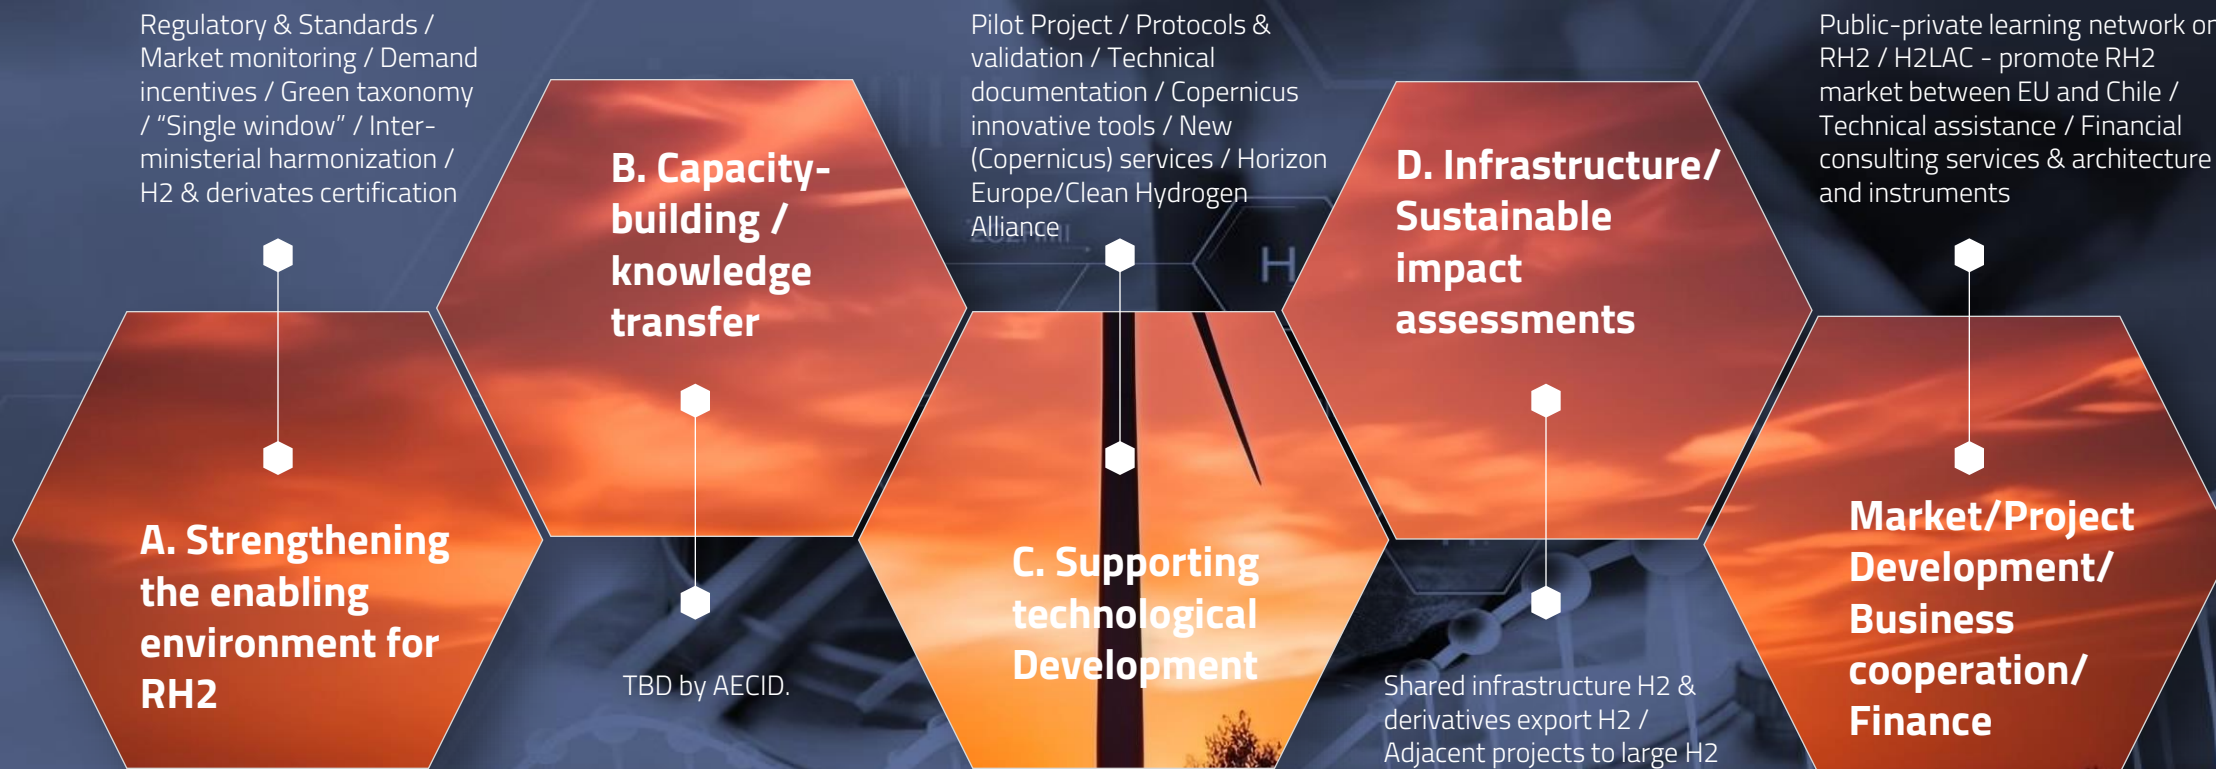 Regulatory & Standards /
Market monitoring / Demand
incentives / Green taxonomy
/ “Single window” / Inter-
ministerial harmonization /
H2 & derivates certification
A. Strengthening
the enabling
environment for
RH2
B. Capacity-
building /
knowledge
transfer
TBD by AECID.
Pilot Project / Protocols &
validation / Technical
documentation / Copernicus
innovative tools / New
(Copernicus) services / Horizon
Europe/Clean Hydrogen
Alliance
H
C. Supporting
technological
Development
D. Infrastructure/
Sustainable
impact
assessments
Shared infrastructure H2 &
derivatives export H2 /
Adjacent projects to large H2
Public-private learning network on
RH2 / H2LAC - promote RH2
market between EU and Chile /
Technical assistance / Financial
consulting services & architecture
and instruments
Market/Project
Development/
Business
cooperation/
Finance